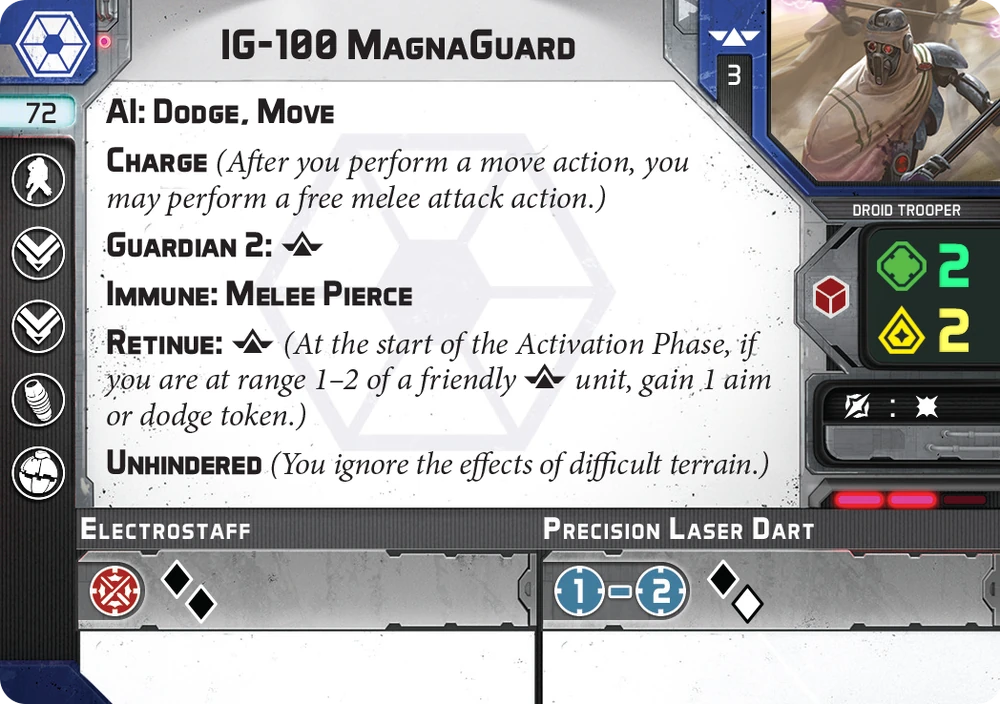 IG-100 MagnaGuard
3
72
AI: Dodge, Move
Charge (After you perform a move action, you
may perform a free melee attack action.)
Guardian 2:
Immune: Melee Pierce
Retinue: (At the start of the Activation Phase, if
you are at range 1–2 of a friendly unit, gain 1 aim
or dodge token.)
Unhindered (You ignore the effects of difficult terrain.)
DROID TROOPER
2
2
:
Electrostaff
Precision Laser Dart
1 - 2